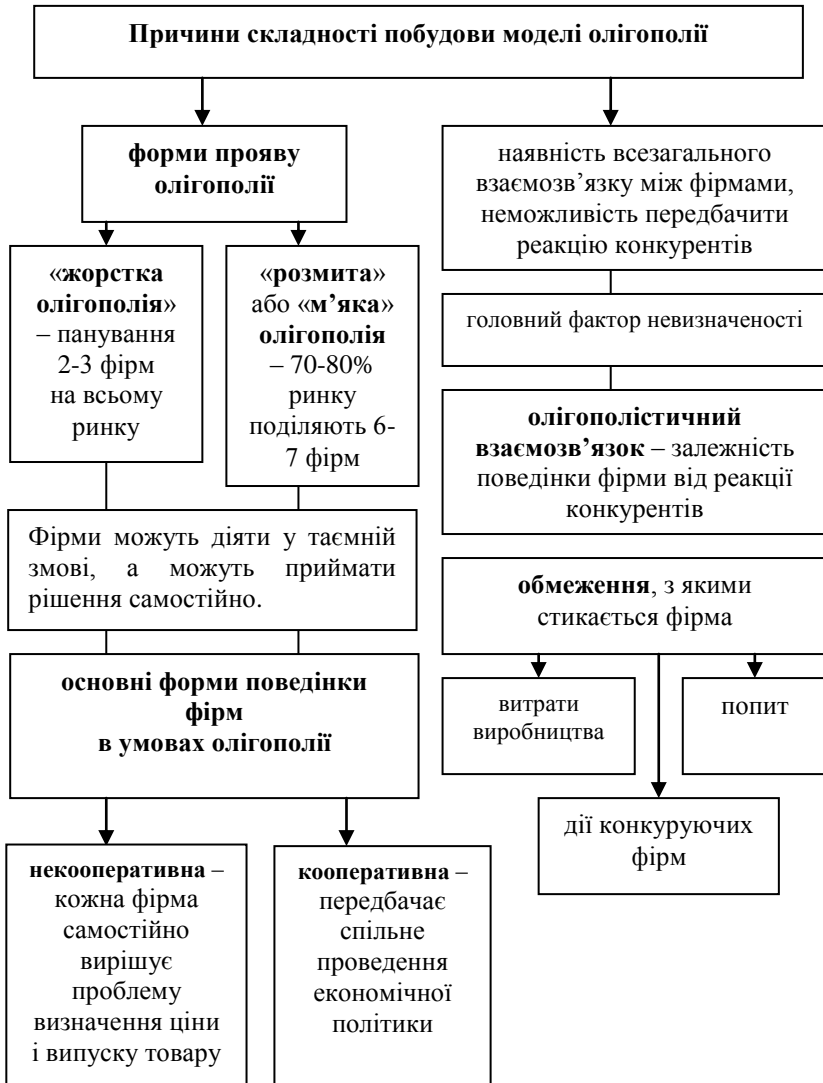 Причини складності побудови моделі олігополії
форми прояву
олігополії
«жорстка
олігополія»
– панування
2-3 фірм
на всьому
ринку
«розмита»
або «м’яка»
олігополія
– 70-80%
ринку
поділяють 6-
7 фірм
Фірми можуть діяти у таємній
змові, а можуть приймати
рішення самостійно.
основні форми поведінки
фірм
в умовах олігополії
некооперативна –
кожна фірма
самостійно
вирішує
проблему
визначення ціни
і випуску товару
кооперативна –
передбачає
спільне
проведення
економічної
політики
наявність всезагального
взаємозв’язку між фірмами,
неможливість передбачити
реакцію конкурентів
головний фактор невизначеності
олігополістичний
взаємозв’язок – залежність
поведінки фірми від реакції
конкурентів
обмеження, з якими
стикається фірма
витрати
виробництва
попит
дії конкуруючих
фірм